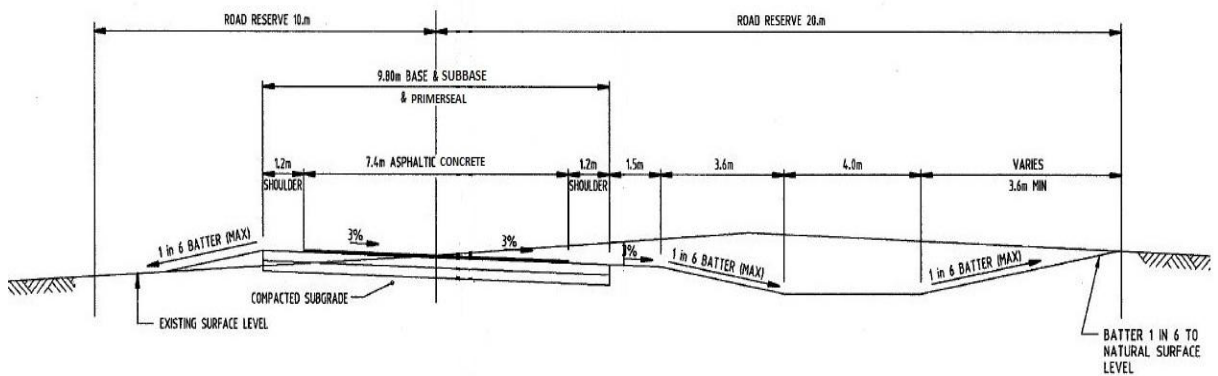 ROAD RESERVE 10.m
ROAD RESERVE 20.m
9.80m BASE & SUBBASE
& PRIMERSEAL
1.2m
7.4m ASPHALTIC CONCRETE
1.2m
1.5m
3.6m
4.0m
VARIES
SHOULDER
SHOULDER
3.6m MIN
1 in 6 BATTER (MAX)
3%
3%
3%
1 in 6 BATTER (MAX)
1 in 6 BATTER (MAX)
COMPACTED SUBGRADE
EXISTING SURFACE LEVEL
BATTER 1 IN 6 TO
NATURAL SURFACE
LEVEL